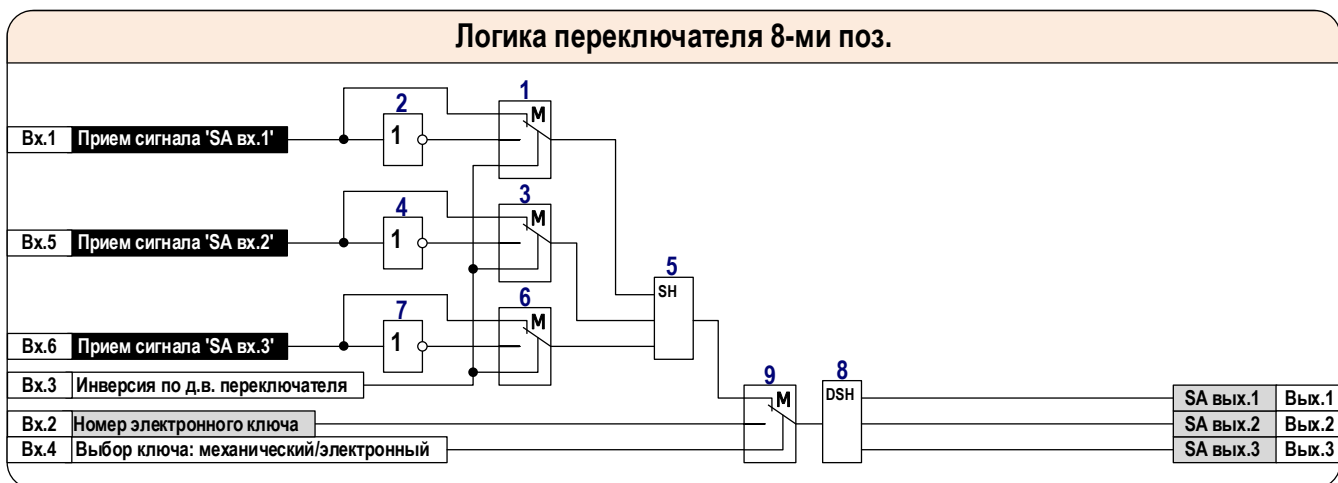 Логика переключателя 8-ми поз.
1
2
М
Вх.1 Прием сигнала 'SA вх.1' 1
3
4
М
Вх.5 Прием сигнала 'SA вх.2' 1
5
SH
6
7
М
Вх.6 Прием сигнала 'SA вх.3' 1
Вх.3 Инверсия по д.в. переключателя
9
8
М
DSH
SA вых.1 Вых.1
Вх.2 Номер электронного ключа SA вых.2 Вых.2
Вх.4 Выбор ключа: механический/электронный SA вых.3 Вых.3